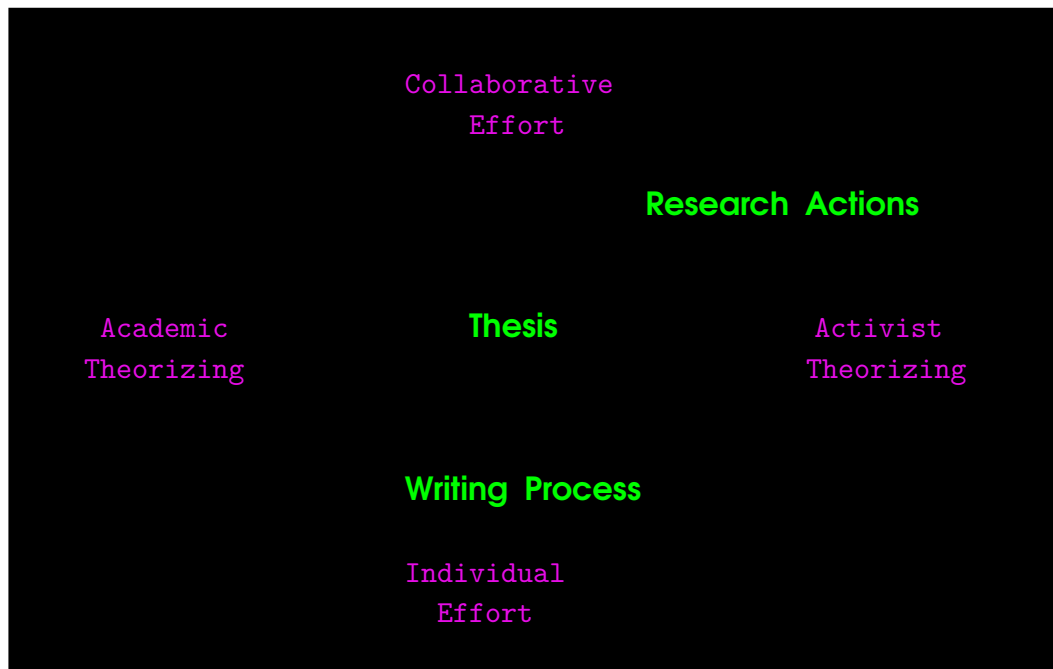 Collaborative
Effort
Research Actions
Academic
Theorizing
Thesis
Activist
Theorizing
Writing Process
Individual
Effort